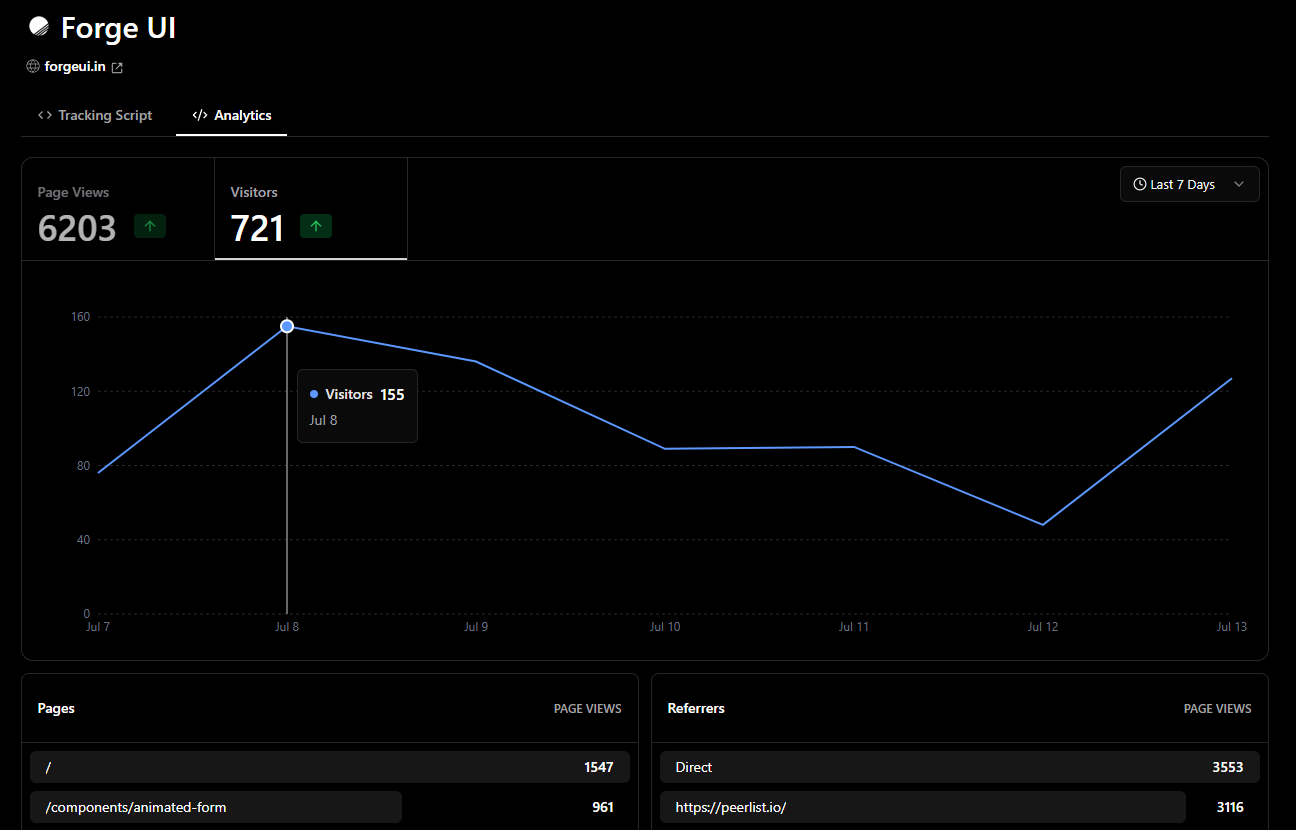 Forge UI
forgeui.in
Tracking Script
Analytics
Page Views
6203
Visitors
721
Last 7 Days
160
120
80
40
0
Visitors 155
Jul 8
Jul 7 Jul 8 Jul 9 Jul 10 Jul 11 Jul 12 Jul 13
Pages PAGE VIEWS
/ 1547
/components/animated-form 961
Referrers PAGE VIEWS
Direct 3553
https://peerlist.io/ 3116